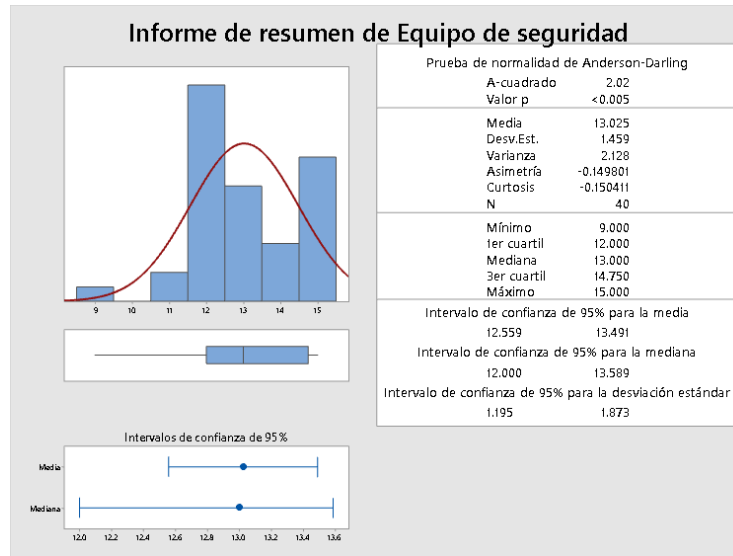 Informe de resumen de Equipo de seguridad
9 10 11 12 13 14 15
Intervalos de confianza de 95%
Media
Mediana
12.0 12.2 12.4 12.6 12.8 13.0 13.2 13.4 13.6
Prueba de normalidad de Anderson-Darling
A-cuadrado 2.02
Valor p <0.005
Media 13.025
Desv.Est. 1.459
Varianza 2.128
Asimetría -0.149801
Curtosis -0.150411
N 40
Mínimo 9.000
1er cuartil 12.000
Mediana 13.000
3er cuartil 14.750
Máximo 15.000
Intervalo de confianza de 95% para la media
12.559 13.491
Intervalo de confianza de 95% para la mediana
12.000 13.589
Intervalo de confianza de 95% para la desviación estándar
1.195 1.873